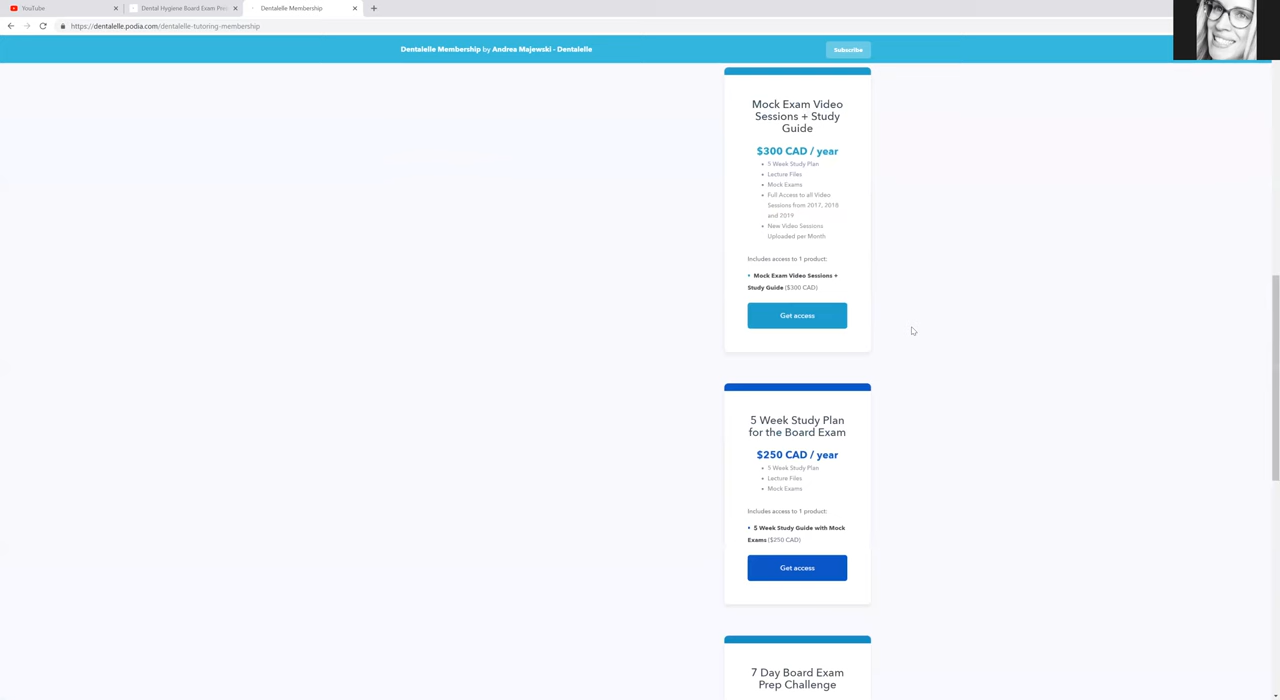 YouTube
Dental Hygiene Board Exam Pre
Dentalelle Membership
https://dentalelle.podia.com/dentalelle-tutoring-membership
Dentalelle Membership by Andrea Majewski - Dentalelle
Subscribe
Mock Exam Video
Sessions + Study
Guide
$300 CAD / year
• 5 Week Study Plan
• Lecture Files
• Mock Exams
• Full Access to all Video
Sessions from 2017, 2018
and 2019
• New Video Sessions
Uploaded per Month
Includes access to 1 product:
• Mock Exam Video Sessions +
Study Guide ($300 CAD)
Get access
5 Week Study Plan
for the Board Exam
$250 CAD / year
• 5 Week Study Plan
• Lecture Files
• Mock Exams
Includes access to 1 product:
• 5 Week Study Guide with Mock
Exams ($250 CAD)
Get access
7 Day Board Exam
Prep Challenge